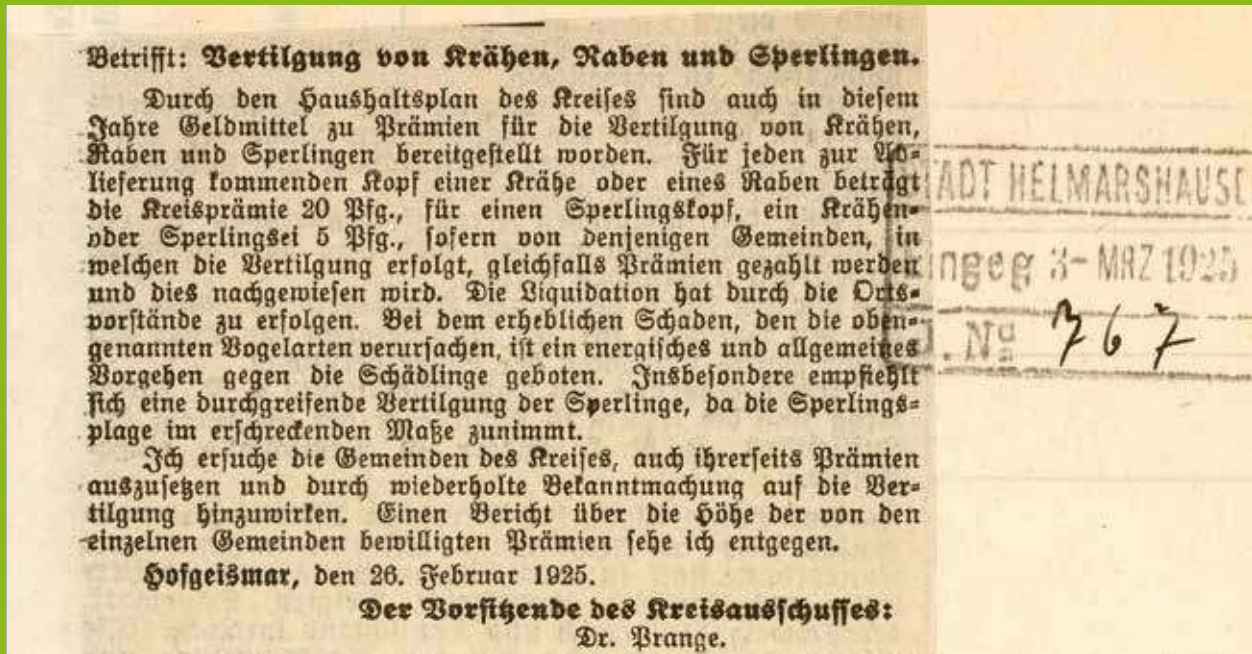 Betrifft: Vertilgung von Krähen, Raben und Sperlingen.
Durch den Haushaltsplan des Kreises sind auch in diesem
Jahre Geldmittel zu Prämien für die Vertilgung von Krähen,
Raben und Sperlingen bereitgestellt worden. Für jeden zur Ab-
lieferung kommenden Kopf einer Krähe oder eines Raben beträgt
die Kreisprämie 20 Pfg., für einen Sperlingskopf, ein Krähen-
oder Sperlingsei 5 Pfg., sofern von denjenigen Gemeinden, in
welchen die Vertilgung erfolgt, gleichfalls Prämien gezahlt werden
und dies nachgewiesen wird. Die Liquidation hat durch die Orts-
vorstände zu erfolgen. Bei dem erheblichen Schaden, den die oben-
genannten Vogelarten verursachen, ist ein energisches und allgemeines
Vorgehen gegen die Schädlinge geboten. Insbesondere empfiehlt
sich eine durchgreifende Vertilgung der Sperlinge, da die Sperlings-
plage im erschreckenden Maße zunimmt.
Ich ersuche die Gemeinden des Kreises, auch ihrerseits Prämien
auszusetzen und durch wiederholte Bekanntmachung auf die Ver-
tilgung hinzuwirken. Einen Bericht über die Höhe der von den
einzelnen Gemeinden bewilligten Prämien sehe ich entgegen.
Hofgeismar, den 26. Februar 1925.
Der Vorsitzende des Kreisausschusses:
Dr. Prange.
TADT HELMARSHAUSE
ingeg 3-MRZ 1925
J. No 767